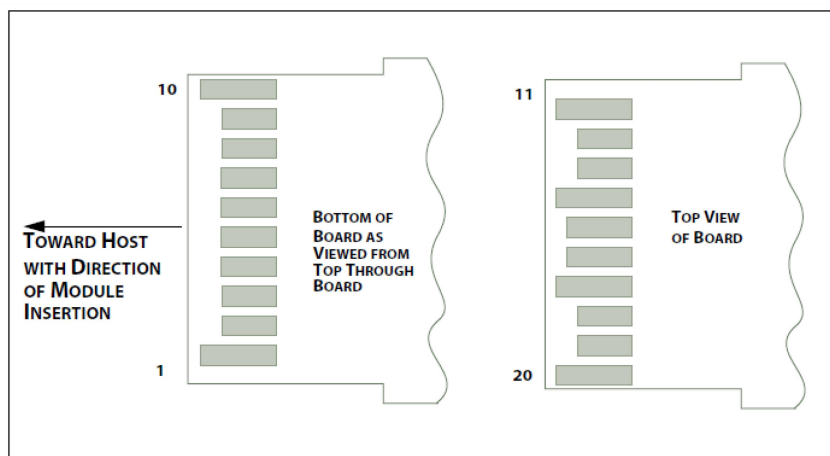 10
1
TOWARD HOST
WITH DIRECTION
OF MODULE
INSERTION
BOTTOM OF
BOARD AS
VIEWED FROM
TOP THROUGH
BOARD
11
20
TOP VIEW
OF BOARD